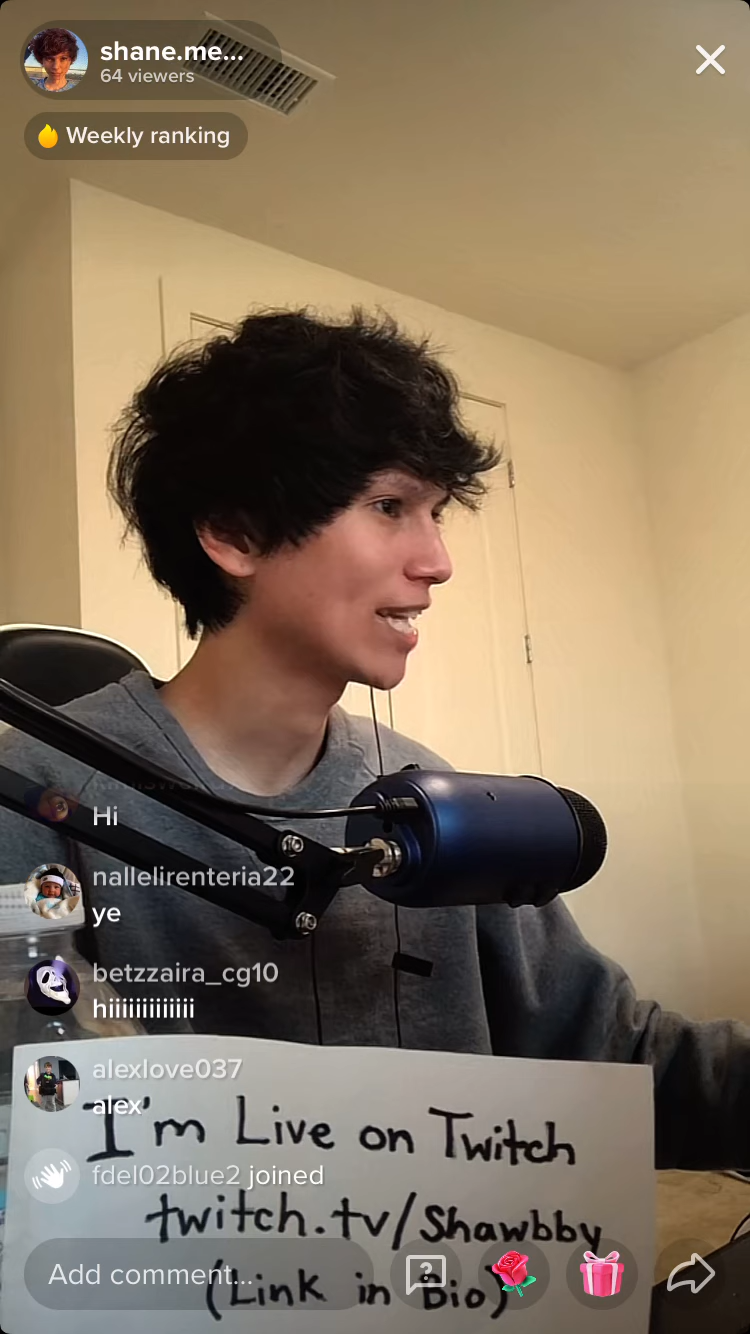 shane.me...
64 viewers
Weekly ranking
Hi
nallelirenteria22
ye
betzzaira_cg10
hiiiiiiiiiiiii
alexlove037
alex
I'm Live on Twitch
fdel02blue2 joined
twitch.tv/Shawbby
Add comment...
(Link in Bio)